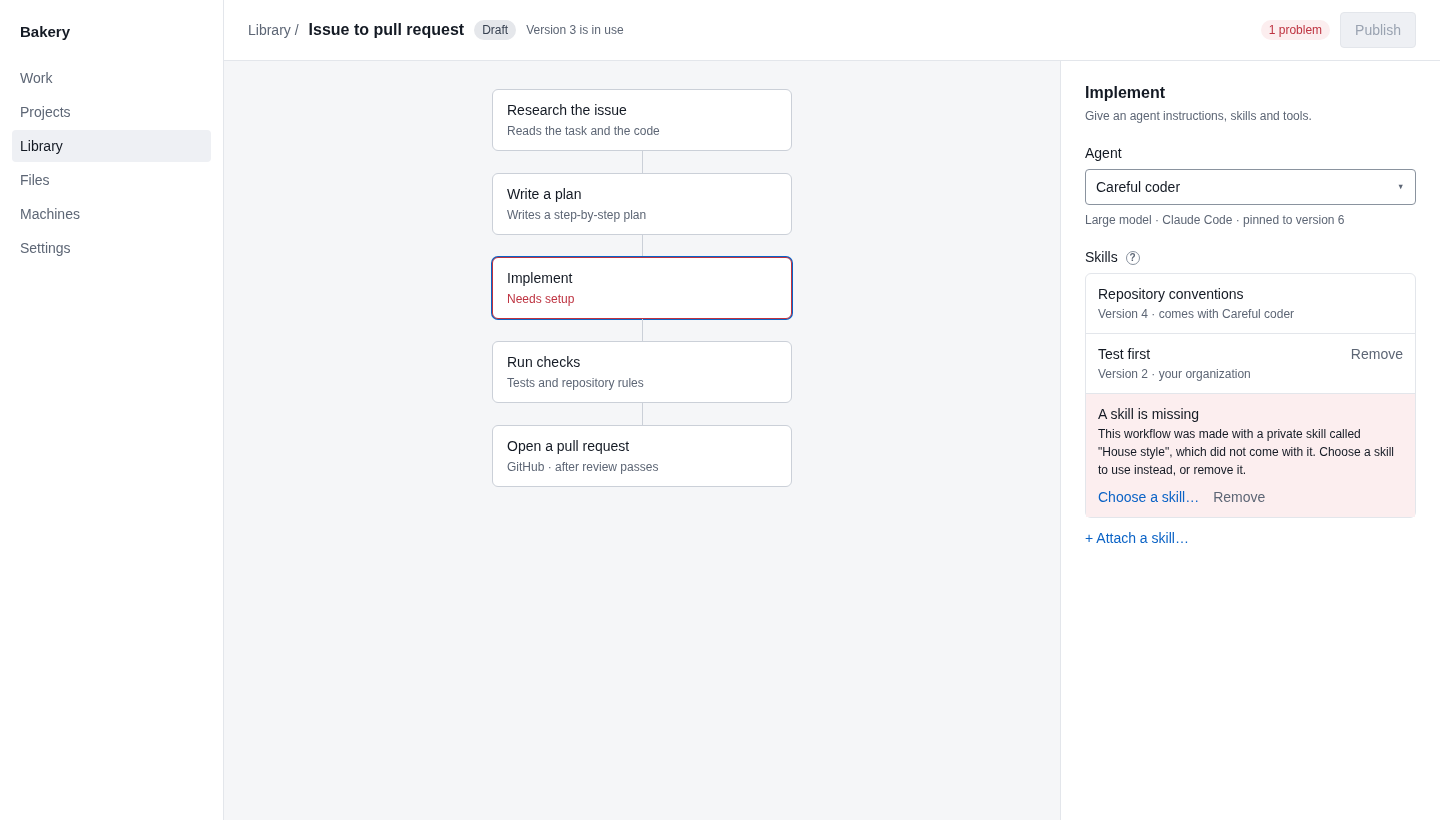 Bakery
Work
Projects
Library
Files
Machines
Settings
Library / Issue to pull request Draft Version 3 is in use
1 problem Publish
Research the issue
Reads the task and the code
Write a plan
Writes a step-by-step plan
Implement
Needs setup
Run checks
Tests and repository rules
Open a pull request
GitHub · after review passes
Implement
Give an agent instructions, skills and tools.
Agent
Careful coder
Large model · Claude Code · pinned to version 6
Skills ?
Repository conventions
Version 4 · comes with Careful coder
Test first Remove
Version 2 · your organization
A skill is missing
This workflow was made with a private skill called
"House style", which did not come with it. Choose a skill
to use instead, or remove it.
Choose a skill… Remove
+ Attach a skill…